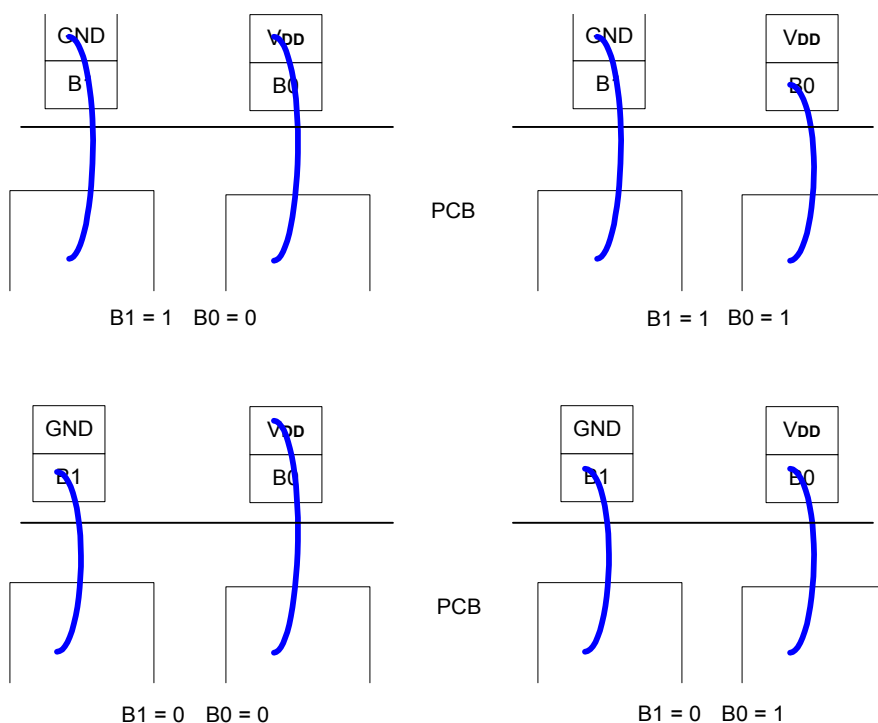 GND VDD GND VDD
B1 B0 B1 B0
PCB
B1 = 1 B0 = 0 B1 = 1 B0 = 1
GND VDD GND VDD
B1 B0 B1 B0
PCB
B1 = 0 B0 = 0 B1 = 0 B0 = 1